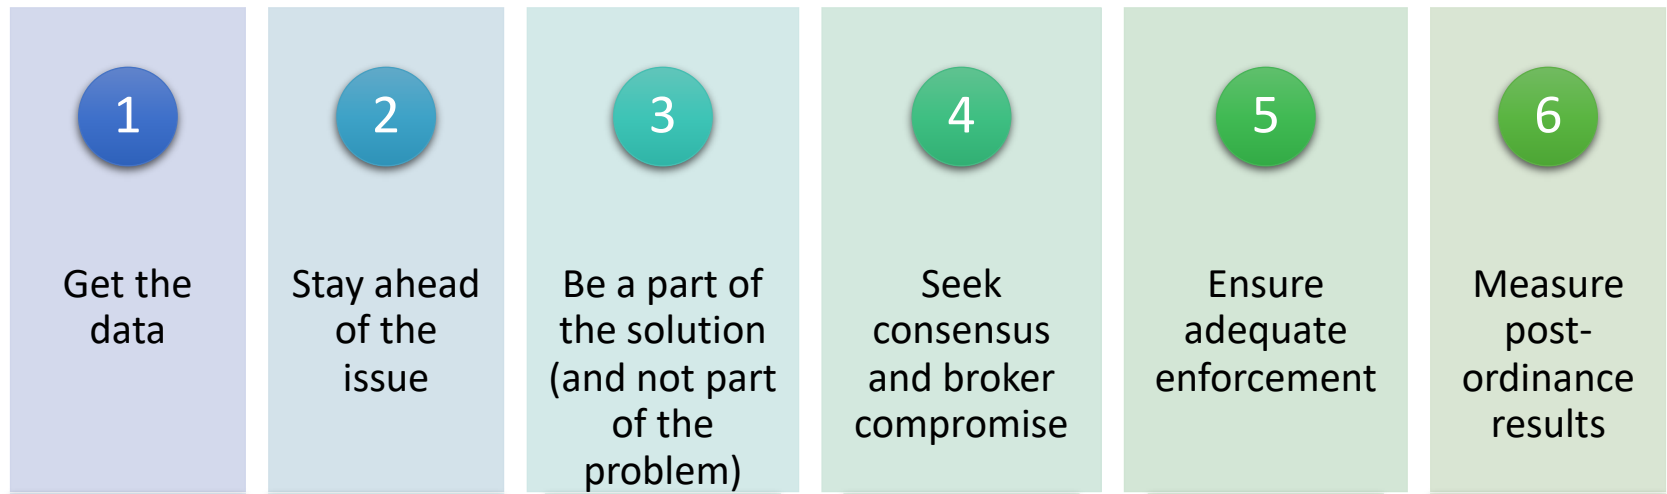 1
Get the
data
2
Stay ahead
of the
issue
3
Be a part of
the solution
(and not part
of the
problem)
4
Seek
consensus
and broker
compromise
5
Ensure
adequate
enforcement
6
Measure
post-
ordinance
results